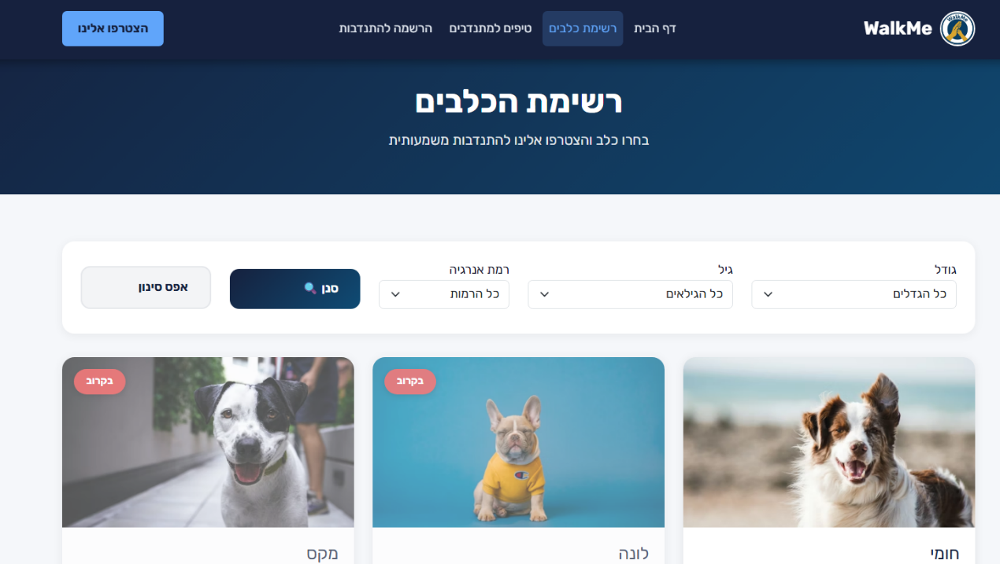 WalkMe
דף הבית
רשימת כלבים
טיפים למתנדבים
הרשמה להתנדבות
הצטרפו אלינו
רשימת הכלבים
בחרו כלב והצטרפו אלינו להתנדבות משמעותית
גודל
כל הגדלים
גיל
כל הגילאים
רמת אנרגיה
כל הרמות
סנן
אפס סינון
חומי
בקרוב
לונה
בקרוב
מקס